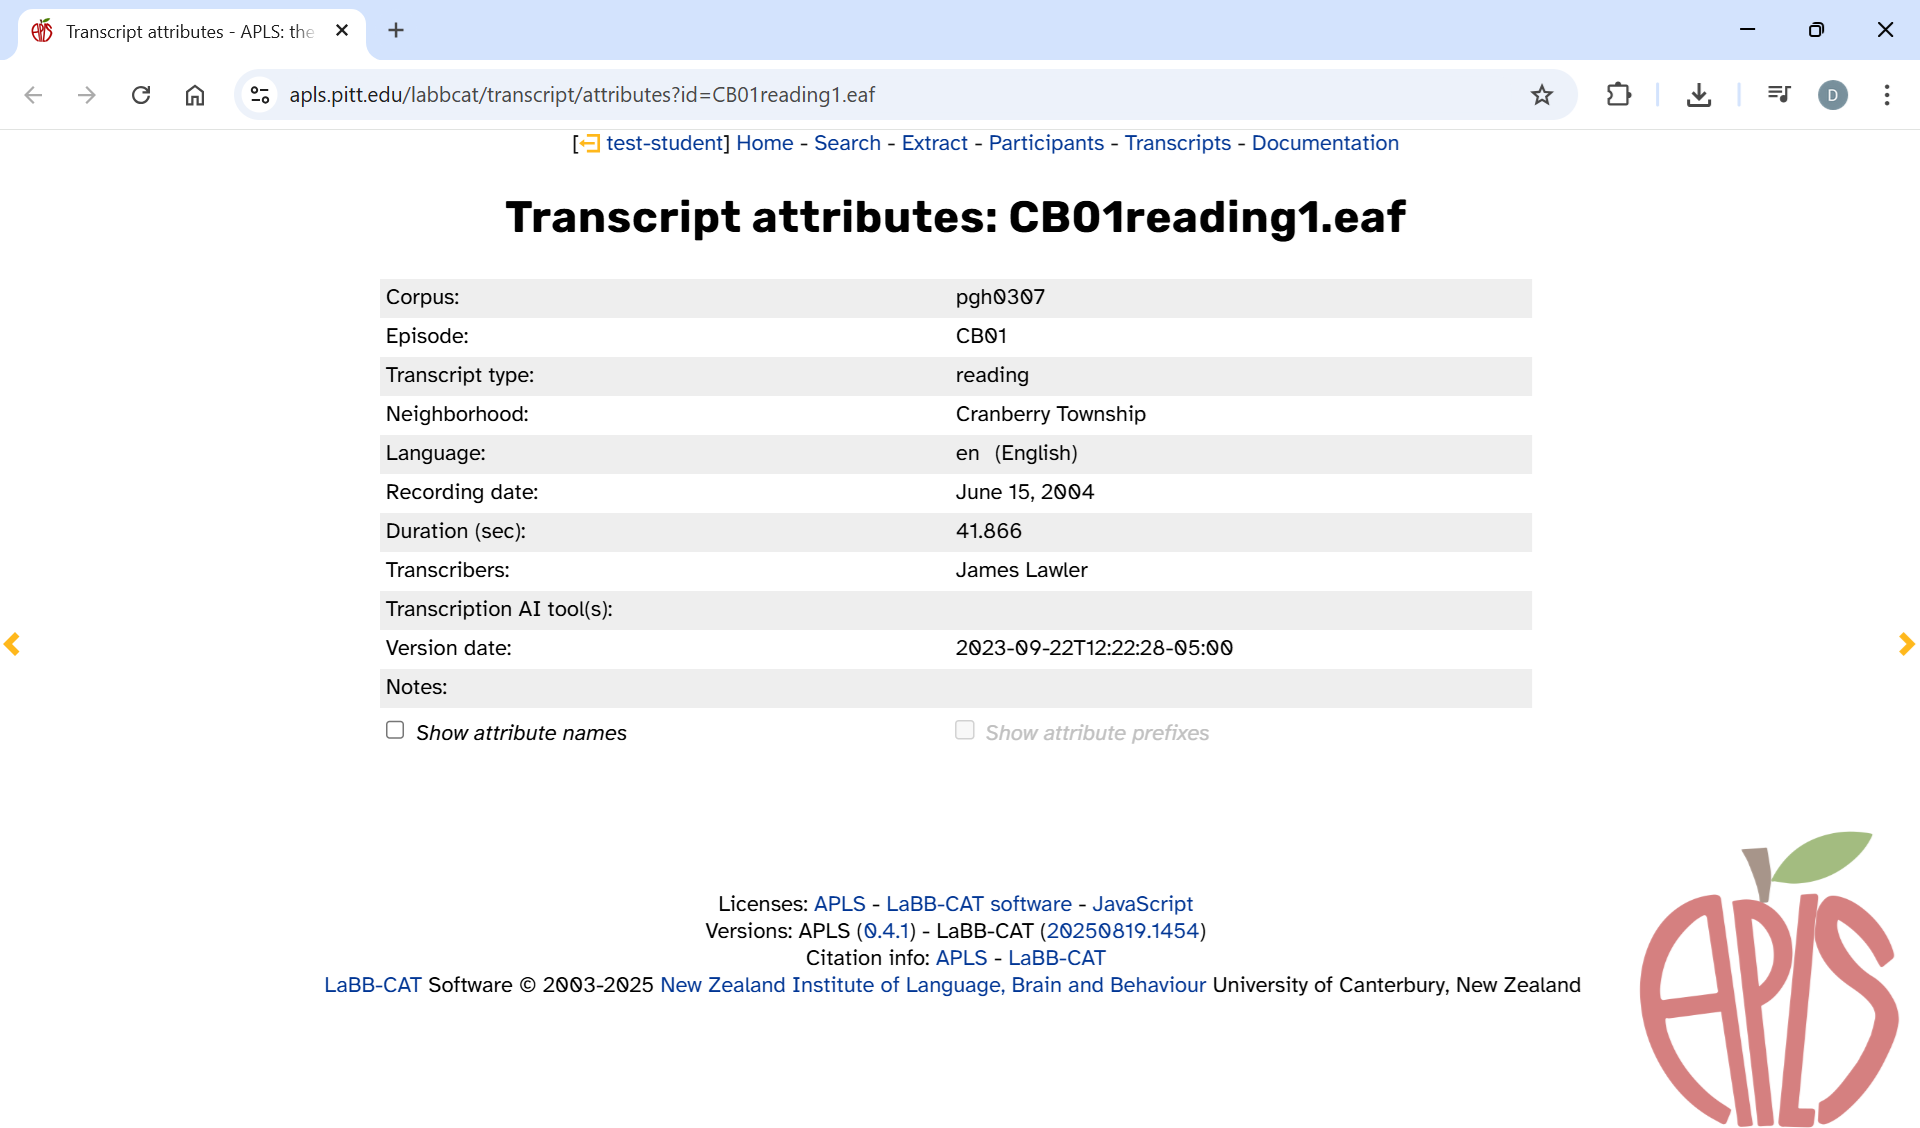 Transcript attributes - APLS: the
apls.pitt.edu/labbcat/transcript/attributes?id=CB01reading1.eaf
D
[test-student] Home - Search - Extract - Participants - Transcripts - Documentation
Transcript attributes: CB01reading1.eaf
Corpus: pgh0307
Episode: CB01
Transcript type: reading
Neighborhood: Cranberry Township
Language: en (English)
Recording date: June 15, 2004
Duration (sec): 41.866
Transcribers: James Lawler
Transcription AI tool(s):
Version date: 2023-09-22T12:22:28-05:00
Notes:
Show attribute names Show attribute prefixes
Licenses: APLS - LaBB-CAT software - JavaScript
Versions: APLS (0.4.1) - LaBB-CAT (20250819.1454)
Citation info: APLS - LaBB-CAT
LaBB-CAT Software © 2003-2025 New Zealand Institute of Language, Brain and Behaviour University of Canterbury, New Zealand
APLS